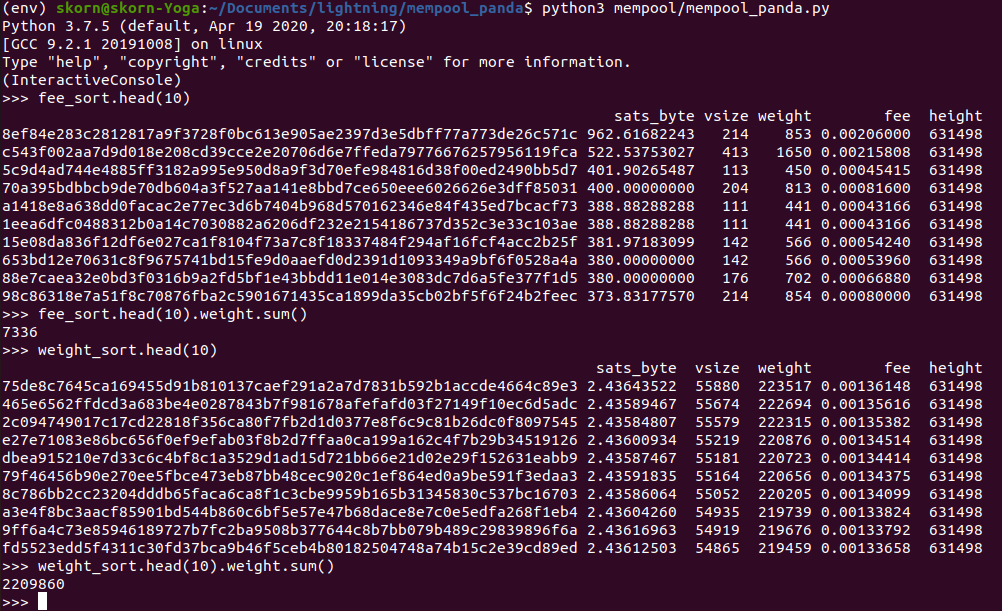 (env) skorn@skorn-Yoga:~/Documents/lightning/mempool_panda$ python3 mempool/mempool_panda.py
Python 3.7.5 (default, Apr 19 2020, 20:18:17)
[GCC 9.2.1 20191008] on linux
Type "help", "copyright", "credits" or "license" for more information.
(InteractiveConsole)
>>> fee_sort.head(10)
sats_byte vsize weight fee height
8ef84e283c2812817a9f3728f0bc613e905ae2397d3e5dbff77a773de26c571c 962.61682243 214 853 0.00206000 631498
c543f002aa7d9d018e208cd39cce2e20706d6e7ffeda79776676257956119fca 522.53753027 413 1650 0.00215808 631498
5c9d4ad744e4885ff3182a995e950d8a9f3d70efe984816d38f00ed2490bb5d7 401.90265487 113 450 0.00045415 631498
70a395bdbbcb9de70db604a3f527aa141e8bbd7ce650eee6026626e3dff85031 400.00000000 204 813 0.00081600 631498
a1418e8a638dd0facac2e77ec3d6b7404b968d570162346e84f435ed7bcacf73 388.88288288 111 441 0.00043166 631498
1eea6dfc0488312b0a14c7030882a6206df232e2154186737d352c3e33c103ae 388.88288288 111 441 0.00043166 631498
15e08da836f12df6e027ca1f8104f73a7c8f18337484f294af16fcf4acc2b25f 381.97183099 142 566 0.00054240 631498
653bd12e70631c8f9675741bd15fe9d0aaefd0d2391d1093349a9bf6f0528a4a 380.00000000 142 566 0.00053960 631498
88e7caea32e0bd3f0316b9a2fd5bf1e43bbdd11e014e3083dc7d6a5fe377f1d5 380.00000000 176 702 0.00066880 631498
98c86318e7a51f8c70876fba2c5901671435ca1899da35cb02bf5f6f24b2feec 373.83177570 214 854 0.00080000 631498
>>> fee_sort.head(10).weight.sum()
7336
>>> weight_sort.head(10)
sats_byte vsize weight fee height
75de8c7645ca169455d91b810137caef291a2a7d7831b592b1accde4664c89e3 2.43643522 55880 223517 0.00136148 631498
465e6562ffdcd3a683be4e0287843b7f981678afefafd03f27149f10ec6d5adc 2.43589467 55674 222694 0.00135616 631498
2c094749017c17cd22818f356ca80f7fb2d1d0377e8f6c9c81b26dc0f8097545 2.43584807 55579 222315 0.00135382 631498
e27e71083e86bc656f0ef9efab03f8b2d7ffaa0ca199a162c4f7b29b34519126 2.43600934 55219 220876 0.00134514 631498
dbea915210e7d33c6c4bf8c1a3529d1ad15d721bb66e21d02e29f152631eabb9 2.43587467 55181 220723 0.00134414 631498
79f46456b90e270ee5fbce473eb87bb48cec9020c1ef864ed0a9be591f3edaa3 2.43591835 55164 220656 0.00134375 631498
8c786bb2cc23204dddb65faca6ca8f1c3cbe9959b165b31345830c537bc16703 2.43586064 55052 220205 0.00134099 631498
a3e4f8bc3aacf85901bd544b860c6bf5e57e47b68dace8e7c0e5edfa268f1eb4 2.43604260 54935 219739 0.00133824 631498
9ff6a4c73e85946189727b7fc2ba9508b377644c8b7bb079b489c29839896f6a 2.43616963 54919 219676 0.00133792 631498
fd5523edd5f4311c30fd37bca9b46f5ceb4b80182504748a74b15c2e39cd89ed 2.43612503 54865 219459 0.00133658 631498
>>> weight_sort.head(10).weight.sum()
2209860
>>>